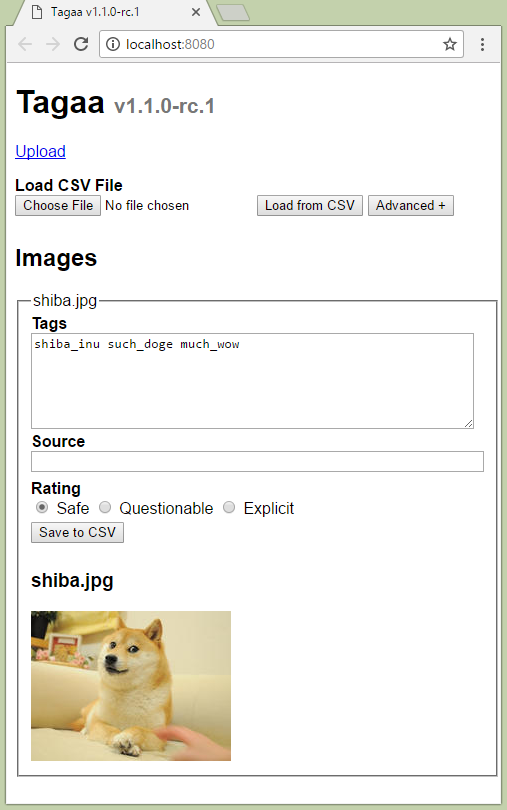 Tagaa v1.1.0-rc.1
localhost:8080
Tagaa v1.1.0-rc.1
Upload
Load CSV File
Choose File No file chosen Load from CSV Advanced +
Images
shiba.jpg
Tags
shiba_inu such_doge much_wow
Source
Rating
Safe Questionable Explicit
Save to CSV
shiba.jpg